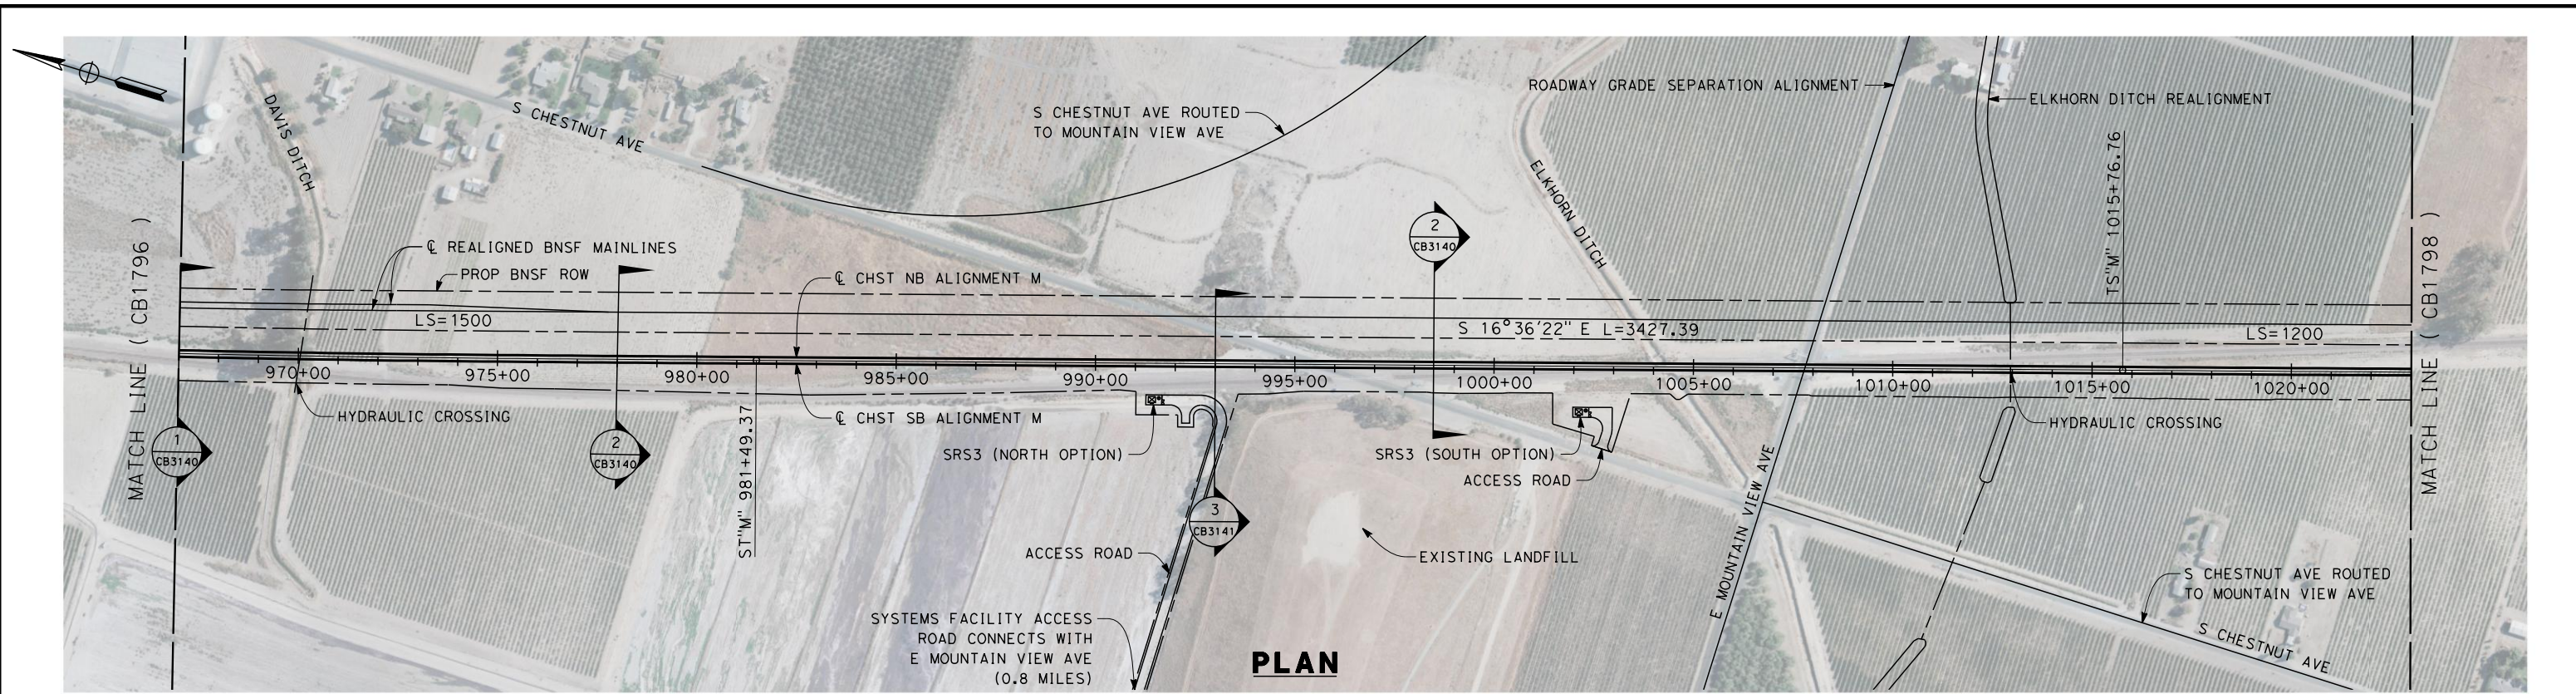 MATCH LINE ( CB1796 )
DAVIS DITCH
S CHESTNUT AVE
S CHESTNUT AVE ROUTED
TO MOUNTAIN VIEW AVE
ROADWAY GRADE SEPARATION ALIGNMENT
ELKHORN DITCH REALIGNMENT
ELKHORN DITCH
TS"M" 1015+76.76
MATCH LINE ( CB1798 )
℄ REALIGNED BNSF MAINLINES
PROP BNSF ROW
℄ CHST NB ALIGNMENT M
2
CB3140
LS=1500
S 16°36'22" E L=3427.39
LS=1200
970+00
975+00
980+00
985+00
990+00
995+00
1000+00
1005+00
1010+00
1015+00
1020+00
HYDRAULIC CROSSING
℄ CHST SB ALIGNMENT M
HYDRAULIC CROSSING
1
CB3140
2
CB3140
ST"M" 981+49.37
SRS3 (NORTH OPTION)
SRS3 (SOUTH OPTION)
ACCESS ROAD
3
CB3141
ACCESS ROAD
EXISTING LANDFILL
E MOUNTAIN VIEW AVE
S CHESTNUT AVE ROUTED
TO MOUNTAIN VIEW AVE
S CHESTNUT AVE
SYSTEMS FACILITY ACCESS
ROAD CONNECTS WITH
E MOUNTAIN VIEW AVE
(0.8 MILES)
PLAN